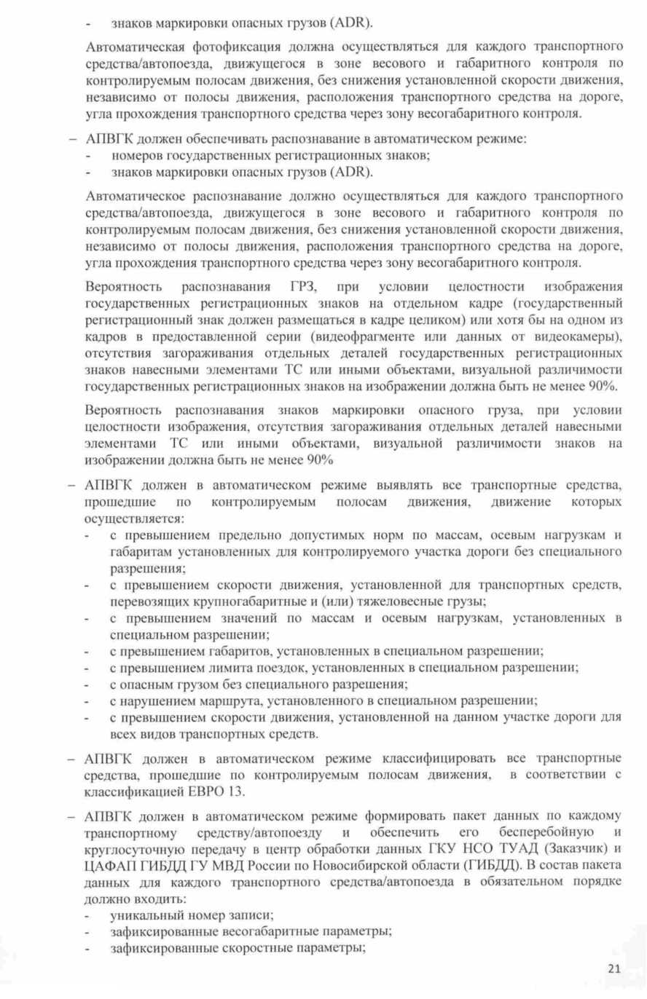 - знаков маркировки опасных грузов (ADR).
Автоматическая фотофиксация должна осуществляться для каждого транспортного
средства/автопоезда, движущегося в зоне весового и габаритного контроля по
контролируемым полосам движения, без снижения установленной скорости движения,
независимо от полосы движения, расположения транспортного средства на дороге,
угла прохождения транспортного средства через зону весогабаритного контроля.
– АПВГК должен обеспечивать распознавание в автоматическом режиме:
- номеров государственных регистрационных знаков;
- знаков маркировки опасных грузов (ADR).
Автоматическое распознавание должно осуществляться для каждого транспортного
средства/автопоезда, движущегося в зоне весового и габаритного контроля по
контролируемым полосам движения, без снижения установленной скорости движения,
независимо от полосы движения, расположения транспортного средства на дороге,
угла прохождения транспортного средства через зону весогабаритного контроля.
Вероятность распознавания ГРЗ, при условии целостности изображения
государственных регистрационных знаков на отдельном кадре (государственный
регистрационный знак должен размещаться в кадре целиком) или хотя бы на одном из
кадров в предоставленной серии (видеофрагменте или данных от видеокамеры),
отсутствия загораживания отдельных деталей государственных регистрационных
знаков навесными элементами ТС или иными объектами, визуальной различимости
государственных регистрационных знаков на изображении должна быть не менее 90%.
Вероятность распознавания знаков маркировки опасного груза, при условии
целостности изображения, отсутствия загораживания отдельных деталей навесными
элементами ТС или иными объектами, визуальной различимости знаков на
изображении должна быть не менее 90%
– АПВГК должен в автоматическом режиме выявлять все транспортные средства,
прошедшие по контролируемым полосам движения, движение которых
осуществляется:
- с превышением предельно допустимых норм по массам, осевым нагрузкам и
габаритам установленных для контролируемого участка дороги без специального
разрешения;
- с превышением скорости движения, установленной для транспортных средств,
перевозящих крупногабаритные и (или) тяжеловесные грузы;
- с превышением значений по массам и осевым нагрузкам, установленных в
специальном разрешении;
- с превышением габаритов, установленных в специальном разрешении;
- с превышением лимита поездок, установленных в специальном разрешении;
- с опасным грузом без специального разрешения;
- с нарушением маршрута, установленного в специальном разрешении;
- с превышением скорости движения, установленной на данном участке дороги для
всех видов транспортных средств.
– АПВГК должен в автоматическом режиме классифицировать все транспортные
средства, прошедшие по контролируемым полосам движения, в соответствии с
классификацией ЕВРО 13.
– АПВГК должен в автоматическом режиме формировать пакет данных по каждому
транспортному средству/автопоезду и обеспечить его бесперебойную и
круглосуточную передачу в центр обработки данных ГКУ НСО ТУАД (Заказчик) и
ЦАФАП ГИБДД ГУ МВД России по Новосибирской области (ГИБДД). В состав пакета
данных для каждого транспортного средства/автопоезда в обязательном порядке
должно входить:
- уникальный номер записи;
- зафиксированные весогабаритные параметры;
- зафиксированные скоростные параметры;
21